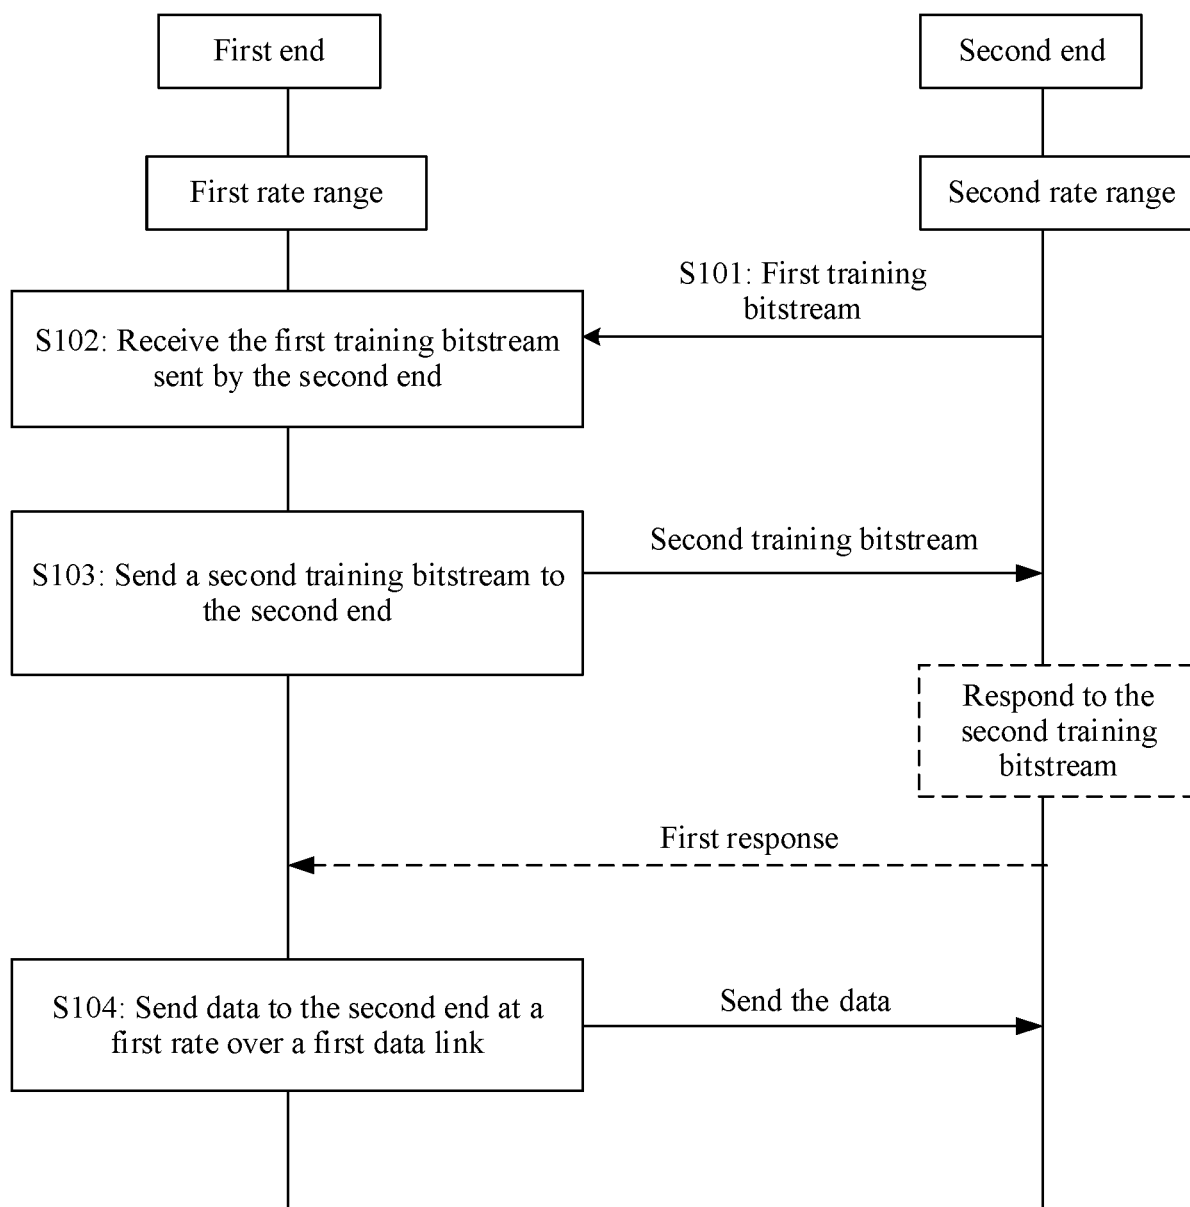 First end
Second end
First rate range
Second rate range
S101: First training
bitstream
S102: Receive the first training bitstream
sent by the second end
Second training bitstream
S103: Send a second training bitstream to
the second end
Respond to the
second training
bitstream
First response
S104: Send data to the second end at a
first rate over a first data link
Send the data